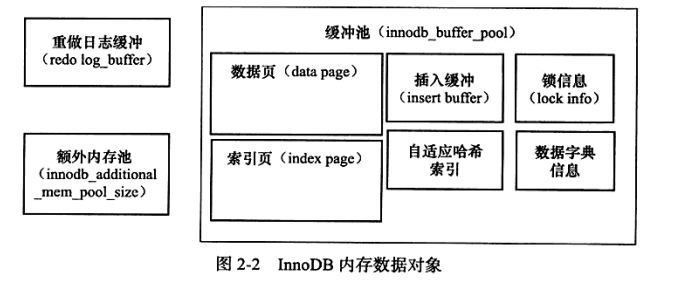 重做日志缓冲
(redo log_buffer)
额外内存池
(innodb_additional
_mem_pool_size)
缓冲池（innodb_buffer_pool）
数据页（data page）
插入缓冲
(insert buffer)
锁信息
(lock info)
索引页（index page）
自适应哈希
索引
数据字典
信息
图 2-2 InnoDB 内存数据对象